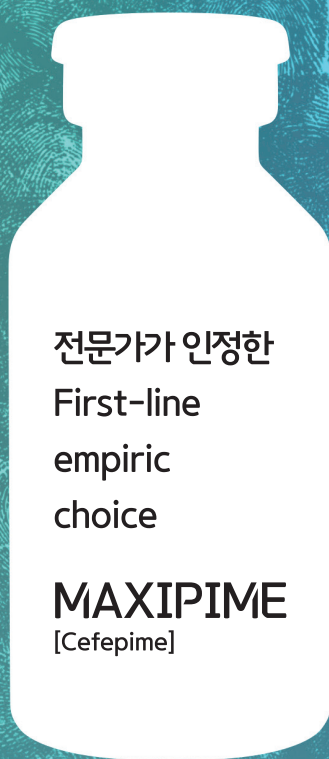 전문가가 인정한
First-line
empiric
choice
MAXIPIME
[Cefepime]